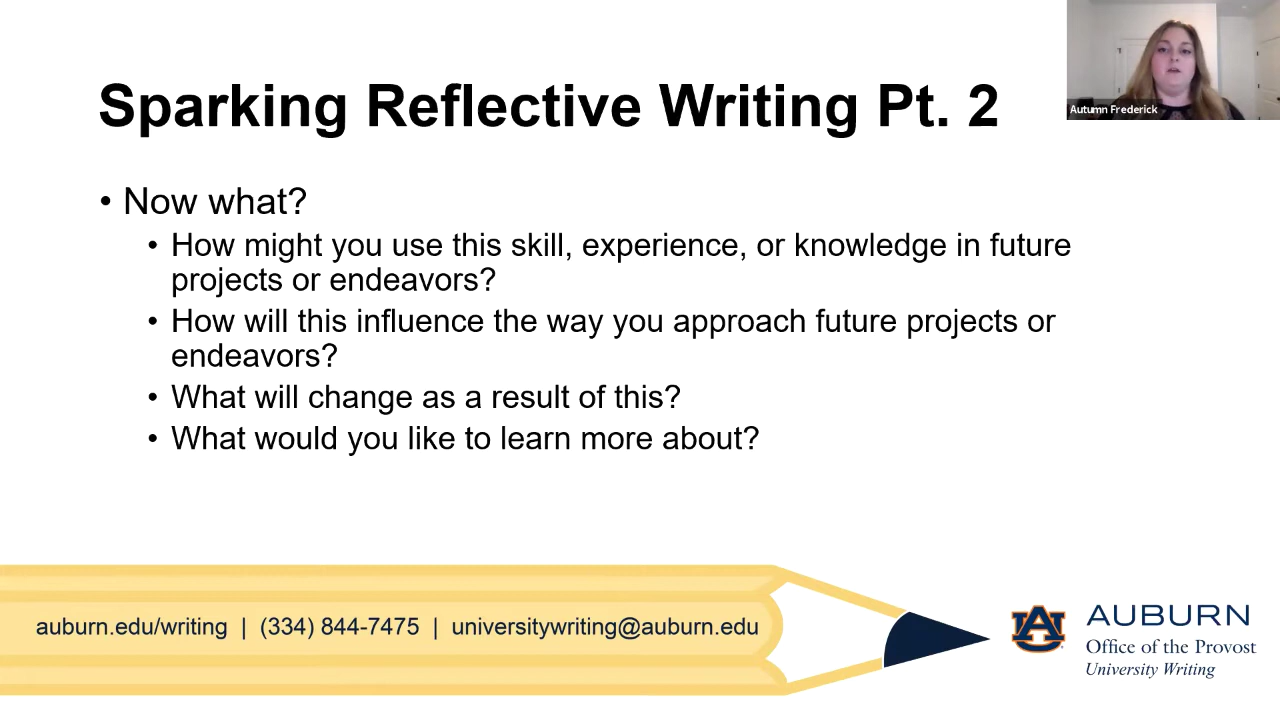 Sparking Reflective Writing Pt. 2
Autumn Frederick
• Now what?
• How might you use this skill, experience, or knowledge in future
projects or endeavors?
• How will this influence the way you approach future projects or
endeavors?
• What will change as a result of this?
• What would you like to learn more about?
auburn.edu/writing | (334) 844-7475 | universitywriting@auburn.edu
AU
AUBURN
Office of the Provost
University Writing